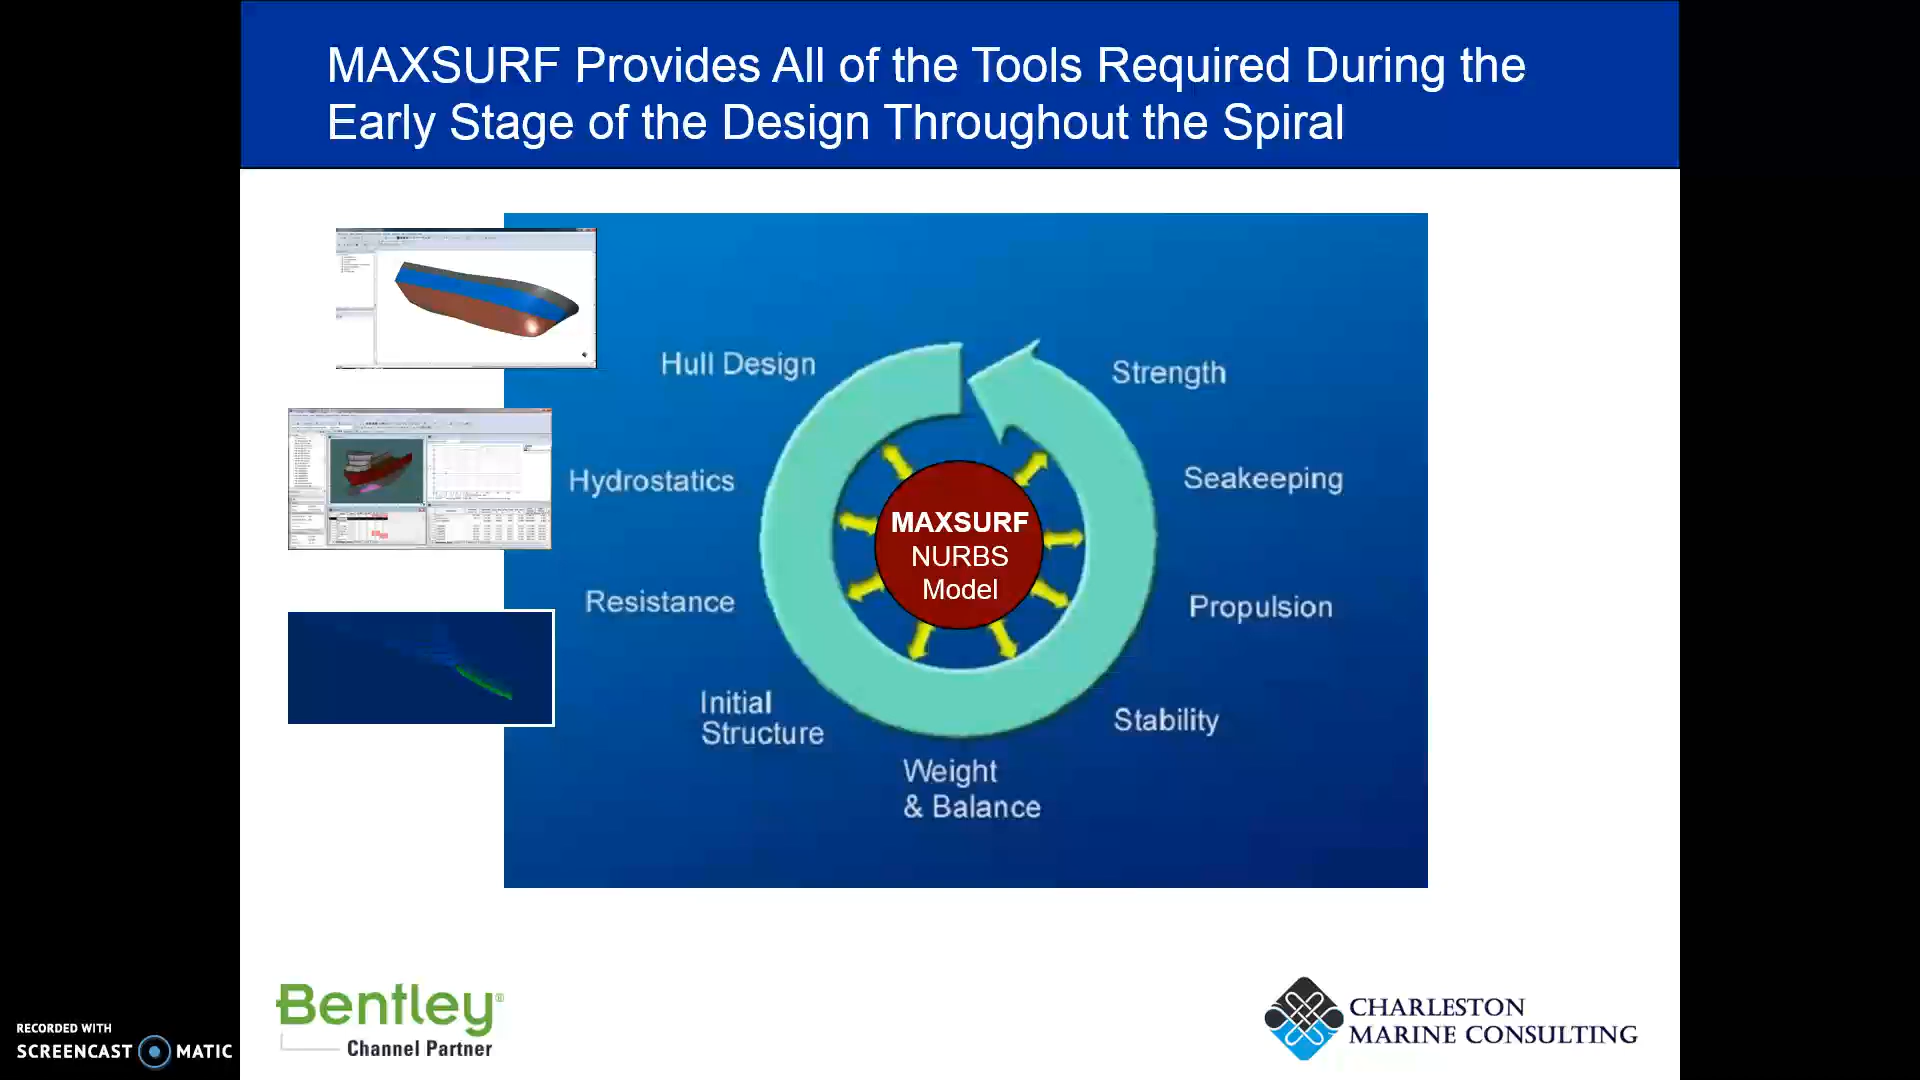 MAXSURF Provides All of the Tools Required During the
Early Stage of the Design Throughout the Spiral
Hull Design
Strength
Hydrostatics
Seakeeping
MAXSURF
NURBS
Model
Resistance
Propulsion
Initial
Structure
Stability
Weight
& Balance
Bentley®
Channel Partner
CHARLESTON
MARINE CONSULTING
RECORDED WITH
SCREENCAST MATIC